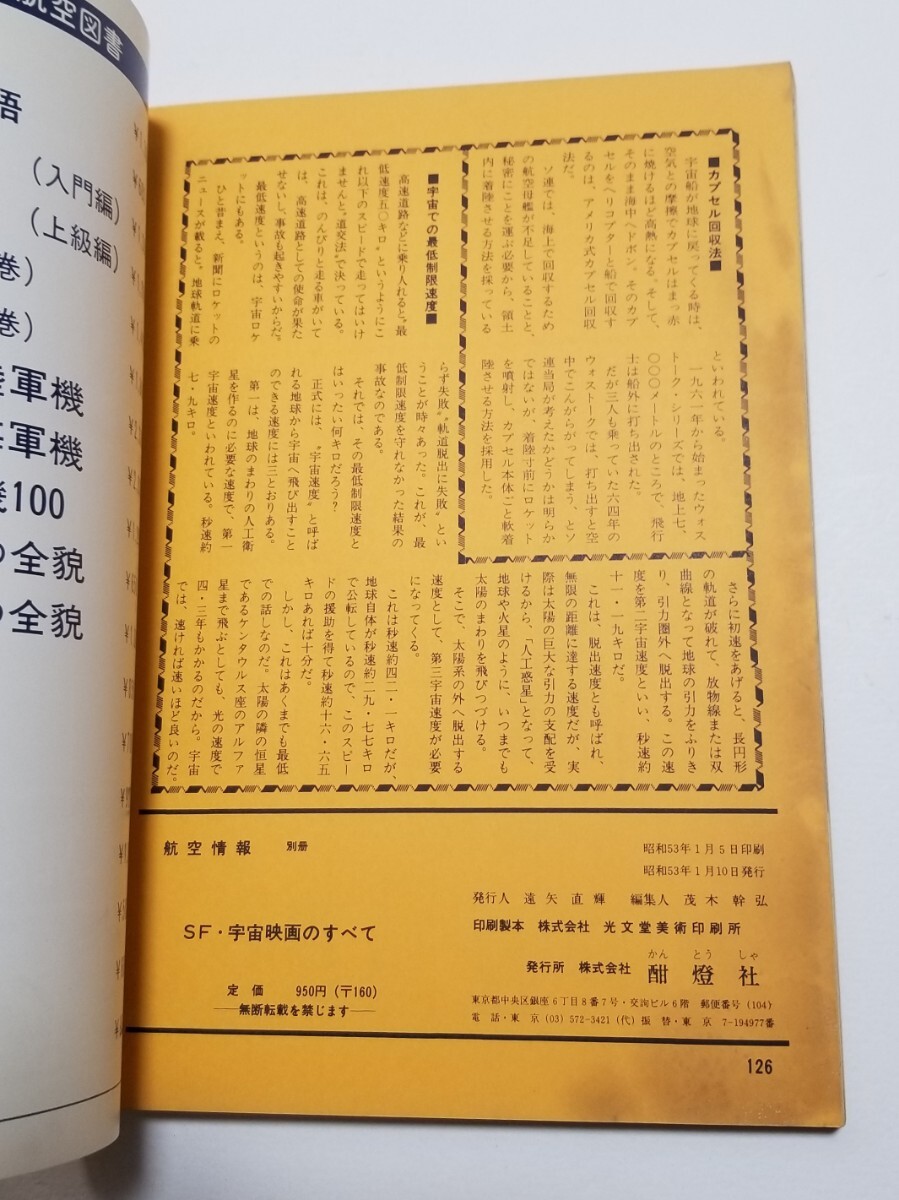 航空図書
語
（入門編）
（上級編）
巻）
巻）
陸軍機
軍機
機100
の全貌
の全貌
■カプセル回収法■
宇宙船が地球に戻ってくる時は、
空気との摩擦でカプセルはまっ赤
に焼けるほど高熱になる。そして、
そのまま海中へドボン。そのカプ
セルをヘリコプターと船で回収す
るのは、アメリカ式カプセル回収
法だ。
ソ連では、海上で回収するため
の航空母艦が不足していることと、
秘密にことを運ぶ必要から、領土
内に着陸させる方法を採っている
といわれている。
一九六一年から始まったウォス
トーク・シリーズでは、地上七、
〇〇〇メートルのところで、飛行
士は船外に打ち出された。
だが三人も乗っていた六四年の
ウォストークでは、打ち出すと空
中でこんがらがってしまう、とソ
連当局が考えたかどうかは明らか
ではないが、着陸寸前にロケット
を噴射し、カプセル本体ごと軟着
陸させる方法を採用した。
■宇宙での最低制限速度■
高速道路などに乗り入れると〝最
低速度五〇キロ〟というようにこ
れ以下のスピードで走ってはいけ
ませんと〝道交法〟で決っている。
これは、のんびりと走る車がいて
は、高速道路としての使命が果た
せないし、事故も起きやすいからだ。
最低速度というのは、宇宙ロケ
ットにもある。
ひと昔まえ、新聞にロケットの
ニュースが載ると〝地球軌道に乗
らず失敗〟〝軌道脱出に失敗〟とい
うことが時々あった。これが、最
低制限速度を守れなかった結果の
事故なのである。
それでは、その最低制限速度と
はいったい何キロだろう？
正式には、〝宇宙速度〟と呼ば
れる地球から宇宙へ飛び出すこと
のできる速度には三とおりある。
第一は、地球のまわりの人工衛
星を作るのに必要な速度で、第一
宇宙速度といわれている。秒速約
七・九キロ。
さらに初速をあげると、長円形
の軌道が破れて、放物線または双
曲線となって地球の引力をふりき
り、引力圏外へ脱出する。この速
度を第二宇宙速度といい、秒速約
十一・一九キロだ。
これは、脱出速度とも呼ばれ、
無限の距離に達する速度だが、実
際は太陽の巨大な引力の支配を受
けるから、「人工惑星」となって、
地球や火星のように、いつまでも
太陽のまわりを飛びつづける。
そこで、太陽系の外へ脱出する
速度として、第三宇宙速度が必要
になってくる。
これは秒速約四二・一キロだが、
地球自体が秒速約二九・七七キロ
で公転しているので、このスピー
ドの援助を得て秒速約十六・六五
キロあれば十分だ。
しかし、これはあくまでも最低
での話しなのだ。太陽の隣の恒星
であるケンタウルス座のアルファ
星まで飛ぶとしても、光の速度で
四・三年もかかるのだから。宇宙
では、速ければ速いほど良いのだ。
航空情報 別冊
SF・宇宙映画のすべて
定価 950円（〒160）
――無断転載を禁じます――
昭和53年1月5日印刷
昭和53年1月10日発行
発行人 遠矢直輝 編集人 茂木幹弘
印刷製本 株式会社 光文堂美術印刷所
かんとうしゃ
発行所 株式会社 酣燈社
東京都中央区銀座6丁目8番7号・交洵ビル6階 郵便番号（104）
電話・東京（03）572-3421（代）振替・東京 7-194977番
126